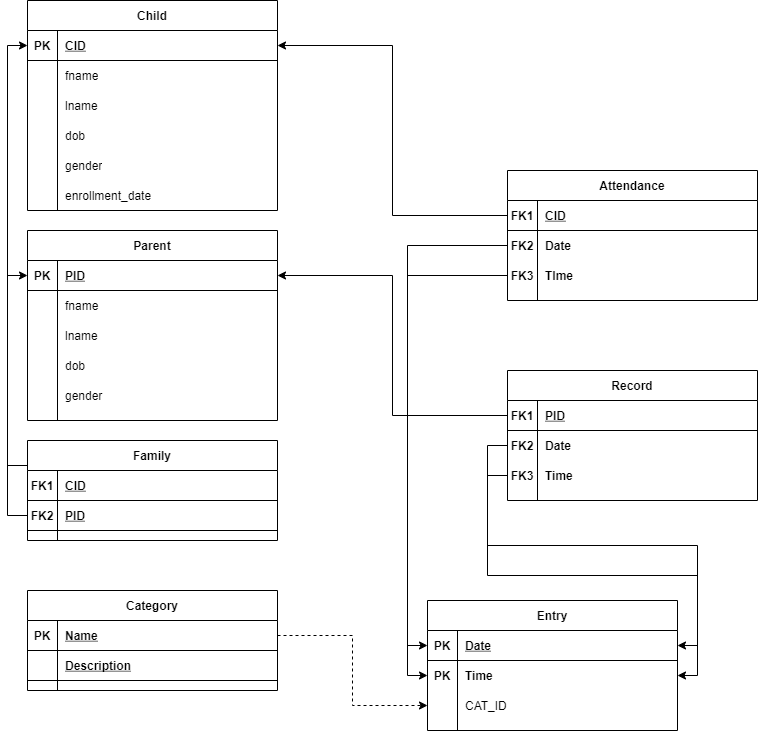 Child
PK CID
fname
lname
dob
gender
enrollment_date
Parent
PK PID
fname
lname
dob
gender
Family
FK1 CID
FK2 PID
Category
PK Name
Description
Attendance
FK1 CID
FK2 Date
FK3 TIme
Record
FK1 PID
FK2 Date
FK3 Time
Entry
PK Date
PK Time
CAT_ID